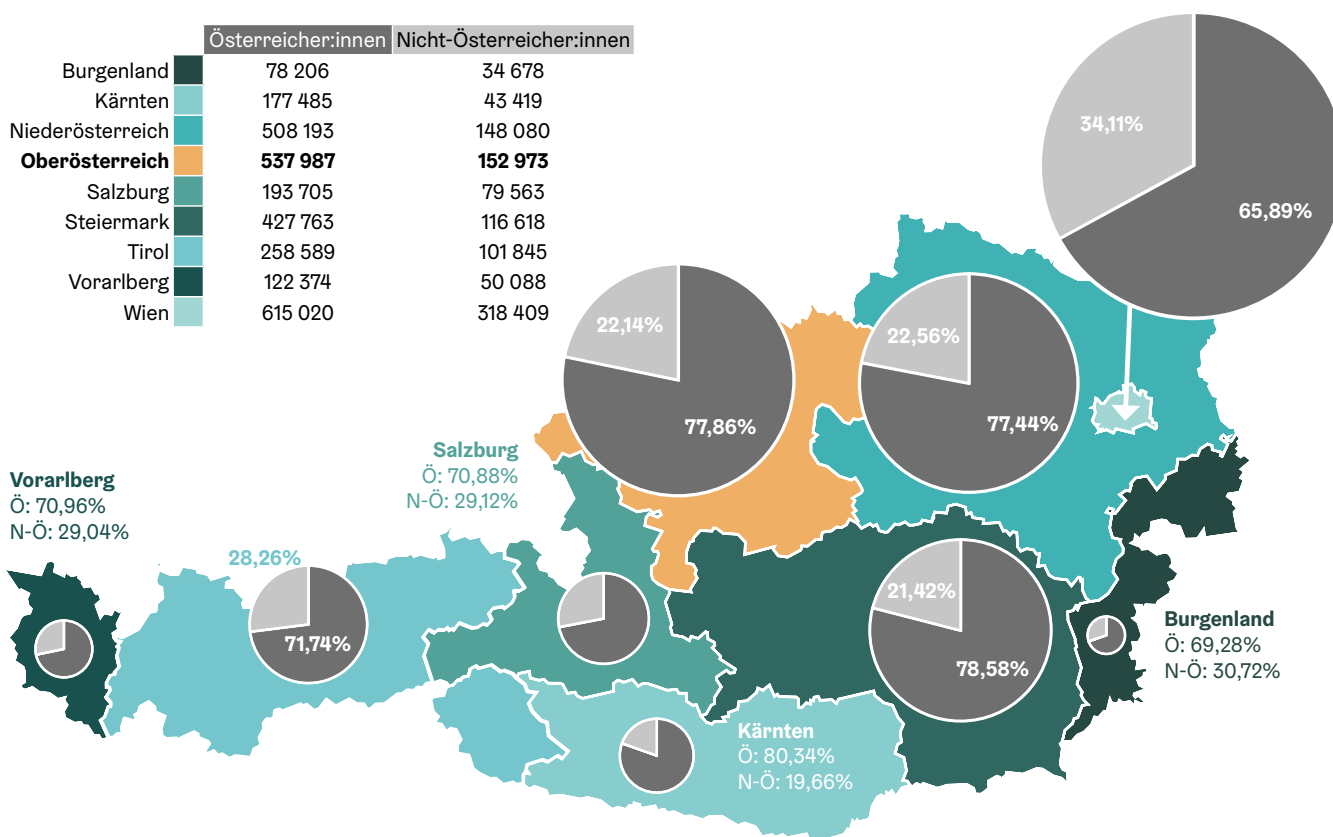 Österreicher:innen Nicht-Österreicher:innen
Burgenland 78 206 34 678
Kärnten 177 485 43 419
Niederösterreich 508 193 148 080
Oberösterreich 537 987 152 973
Salzburg 193 705 79 563
Steiermark 427 763 116 618
Tirol 258 589 101 845
Vorarlberg 122 374 50 088
Wien 615 020 318 409
34,11%
65,89%
22,14%
77,86%
22,56%
77,44%
Salzburg
Ö: 70,88%
N-Ö: 29,12%
Vorarlberg
Ö: 70,96%
N-Ö: 29,04%
28,26%
71,74%
21,42%
78,58%
Burgenland
Ö: 69,28%
N-Ö: 30,72%
Kärnten
Ö: 80,34%
N-Ö: 19,66%